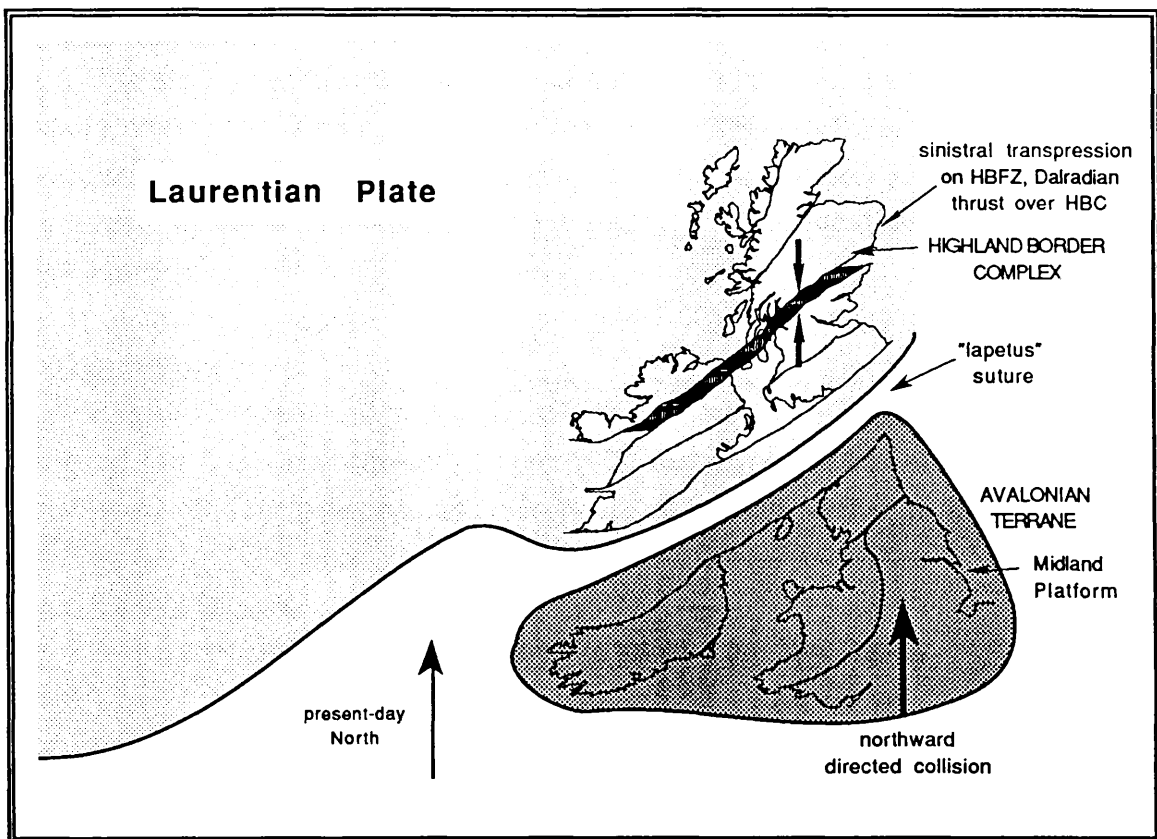 Laurentian Plate
sinistral transpression
on HBFZ, Dalradian
thrust over HBC
HIGHLAND BORDER
COMPLEX
"Iapetus"
suture
AVALONIAN
TERRANE
Midland
Platform
present-day
North
northward
directed collision